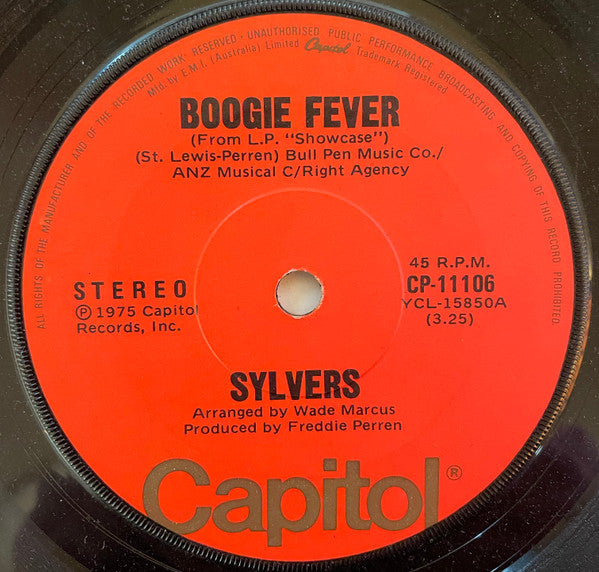 ALL RIGHTS OF THE MANUFACTURER AND OF THE RECORDED WORK RESERVED · UNAUTHORISED PUBLIC PERFORMANCE BROADCASTING AND COPYING OF THIS RECORD PROHIBITED.
Mfd. by E.M.I. (Australia) Limited Capitol Trademark Registered
BOOGIE FEVER
(From L.P. "Showcase")
(St. Lewis-Perren) Bull Pen Music Co./
ANZ Musical C/Right Agency
45 R.P.M.
STEREO CP-11106
Ⓟ 1975 Capitol YCL-15850A
Records, Inc. (3.25)
SYLVERS
Arranged by Wade Marcus
Produced by Freddie Perren
Capitol®